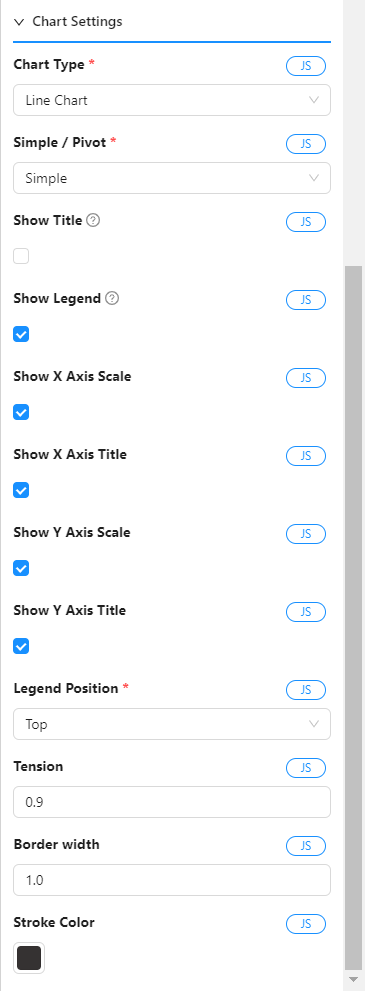 Chart Settings
Chart Type * JS
Line Chart
Simple / Pivot * JS
Simple
Show Title ? JS
Show Legend ? JS
Show X Axis Scale JS
Show X Axis Title JS
Show Y Axis Scale JS
Show Y Axis Title JS
Legend Position * JS
Top
Tension JS
0.9
Border width JS
1.0
Stroke Color JS